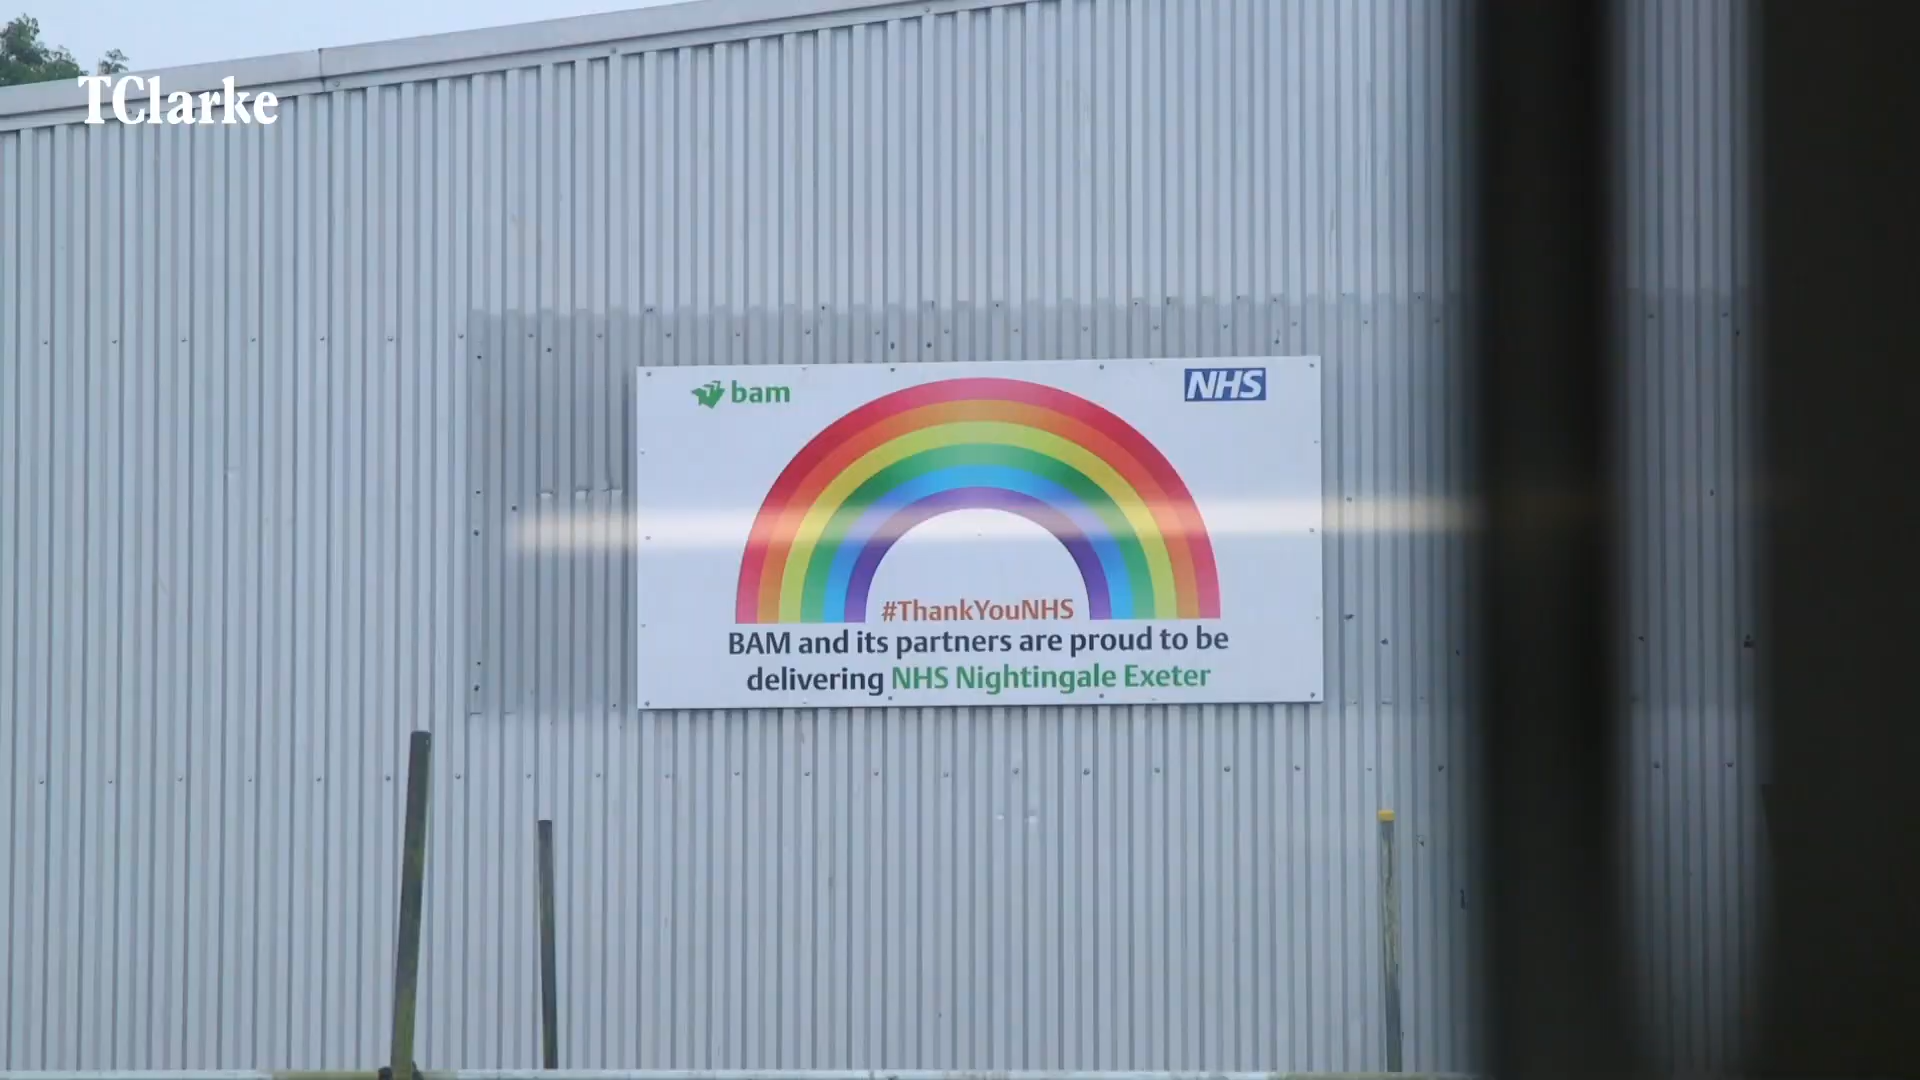 TClarke
bam
NHS
#ThankYouNHS
BAM and its partners are proud to be
delivering NHS Nightingale Exeter